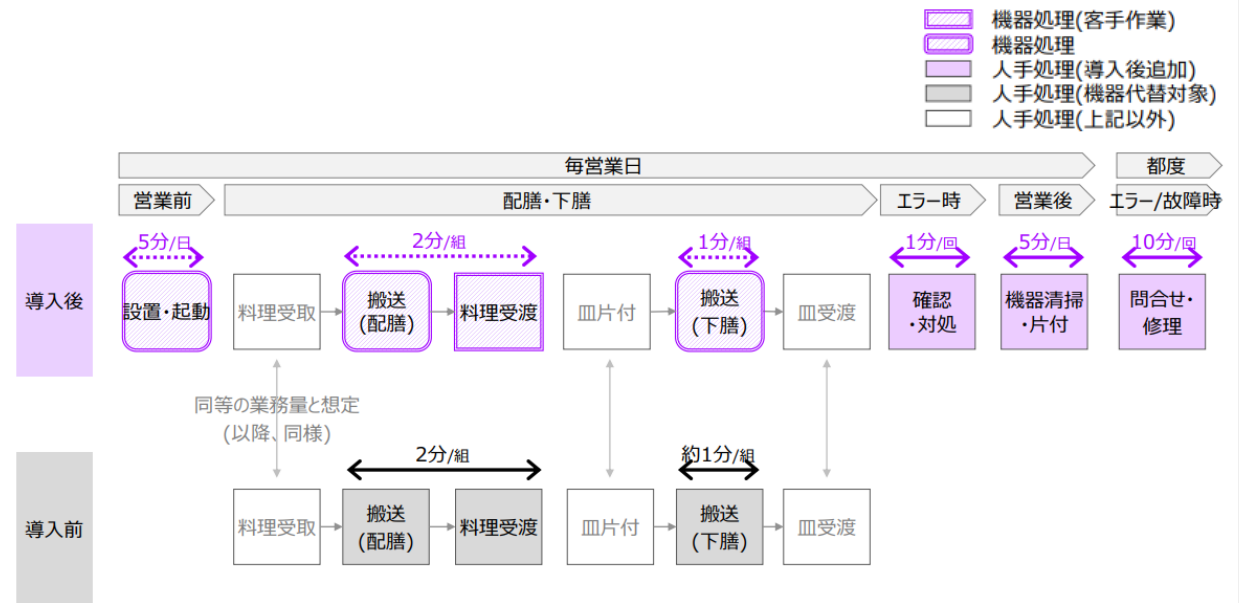 機器処理(客手作業)
機器処理
人手処理(導入後追加)
人手処理(機器代替対象)
人手処理(上記以外)
毎営業日
都度
営業前
配膳・下膳
エラー時
営業後
エラー/故障時
導入後
5分/日
2分/組
1分/組
1分/回
5分/日
10分/回
設置・起動
料理受取
搬送
(配膳)
料理受渡
皿片付
搬送
(下膳)
皿受渡
確認
・対処
機器清掃
・片付
問合せ・
修理
同等の業務量と想定
(以降、同様)
導入前
2分/組
約1分/組
料理受取
搬送
(配膳)
料理受渡
皿片付
搬送
(下膳)
皿受渡